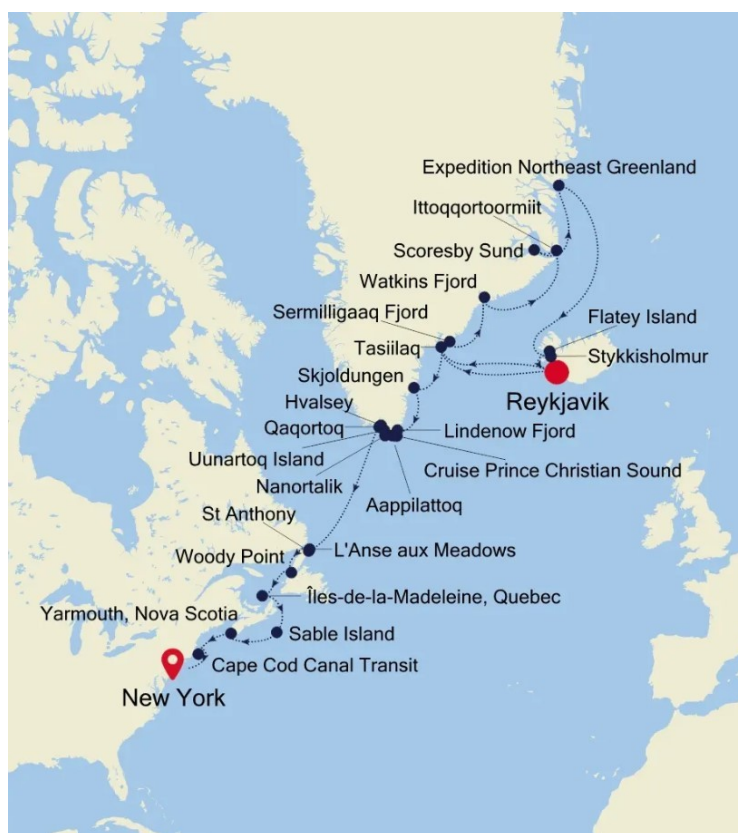 Expedition Northeast Greenland
Ittoqqortoormiit
Scoresby Sund
Watkins Fjord
Sermilligaaq Fjord
Flatey Island
Tasiilaq
Stykkisholmur
Skjoldungen
Reykjavik
Hvalsey
Qaqortoq
Lindenow Fjord
Uunartoq Island
Cruise Prince Christian Sound
Nanortalik
Aappilattoq
St Anthony
L'Anse aux Meadows
Woody Point
Îles-de-la-Madeleine, Quebec
Yarmouth, Nova Scotia
Sable Island
Cape Cod Canal Transit
New York